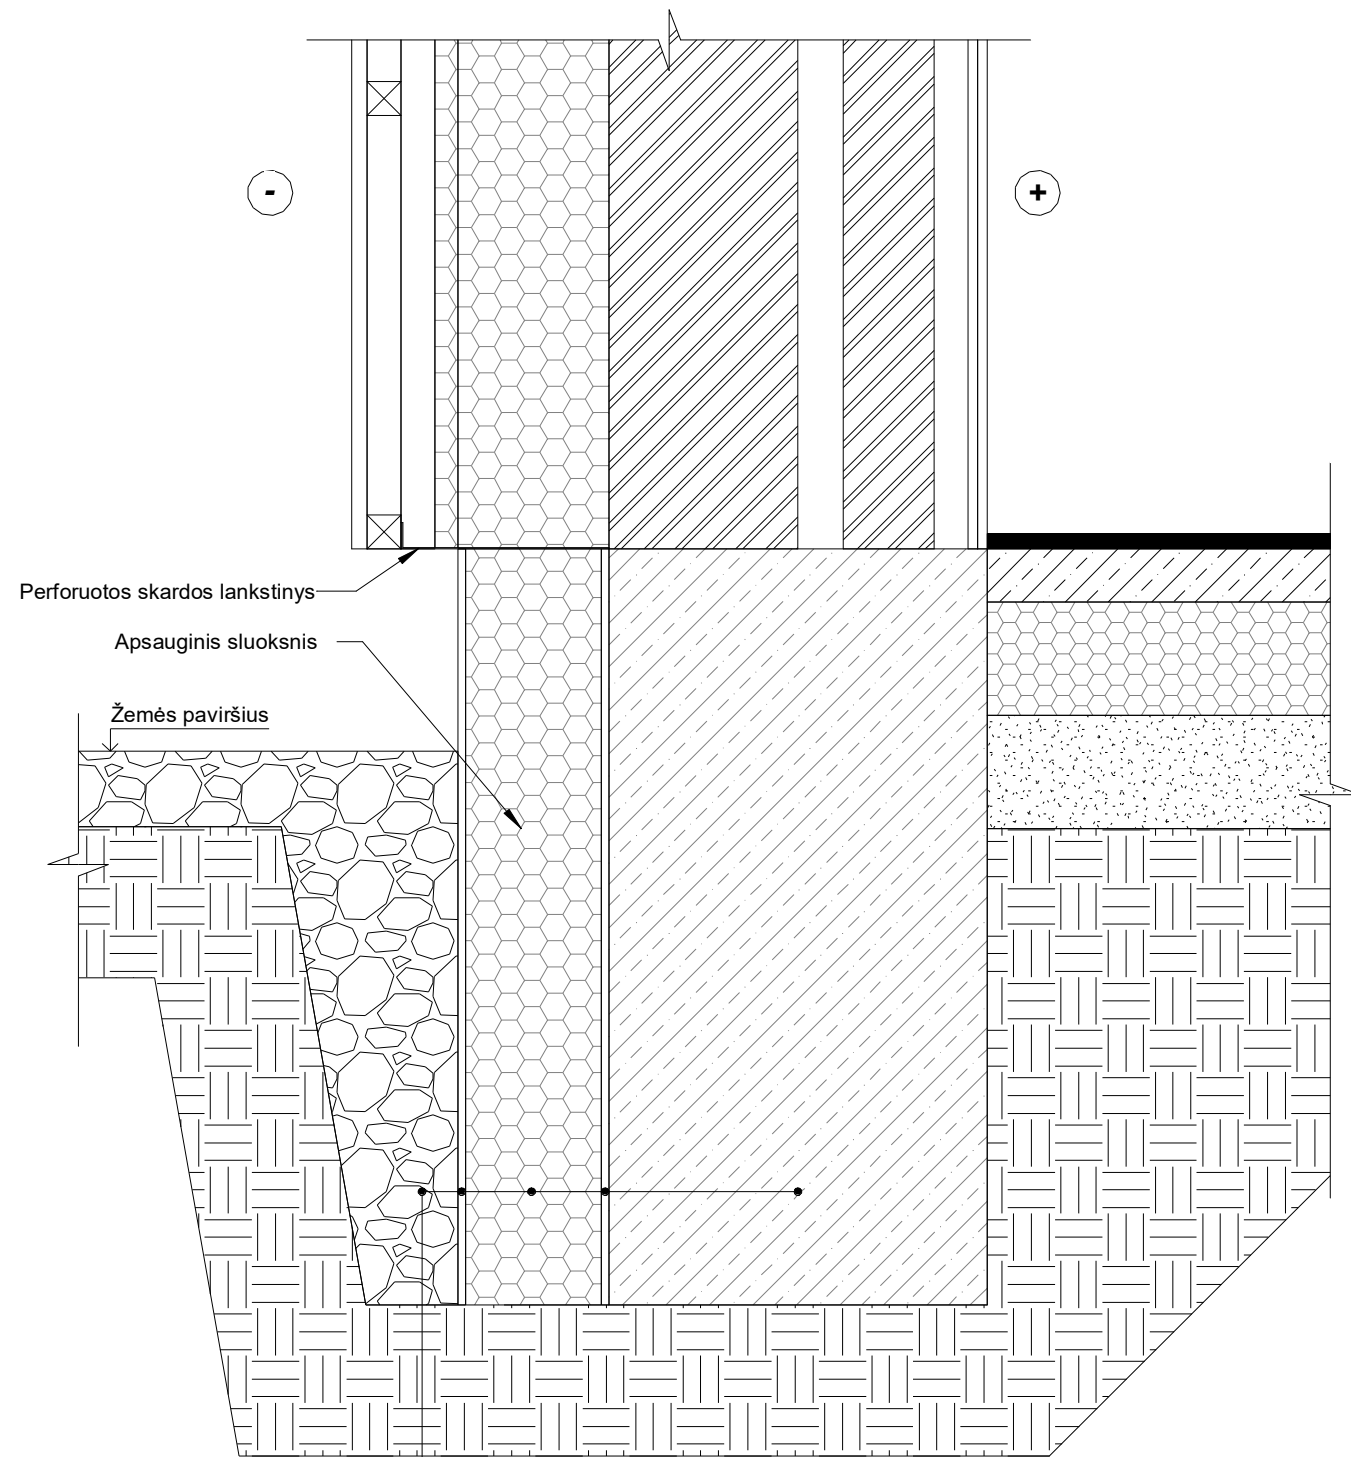 -
+
Perforuotos skardos lankstinys
Apsauginis sluoksnis
Žemės paviršius